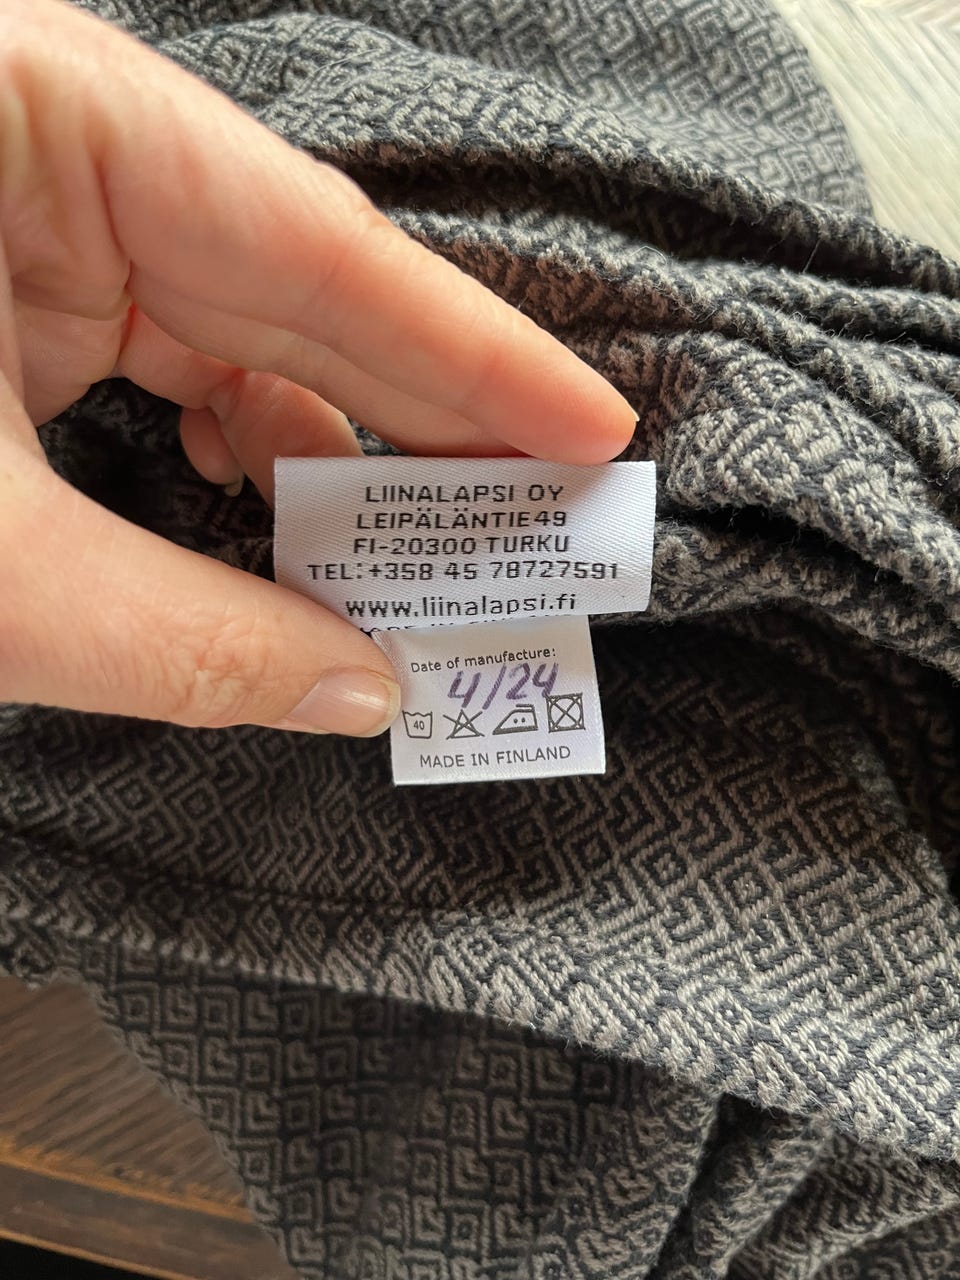 LIINALAPSI OY
LEIPÄLÄNTIE49
FI-20300 TURKU
TEL:+358 45 78727591
www.liinalapsi.fi
Date of manufacture:
4/24
40
MADE IN FINLAND